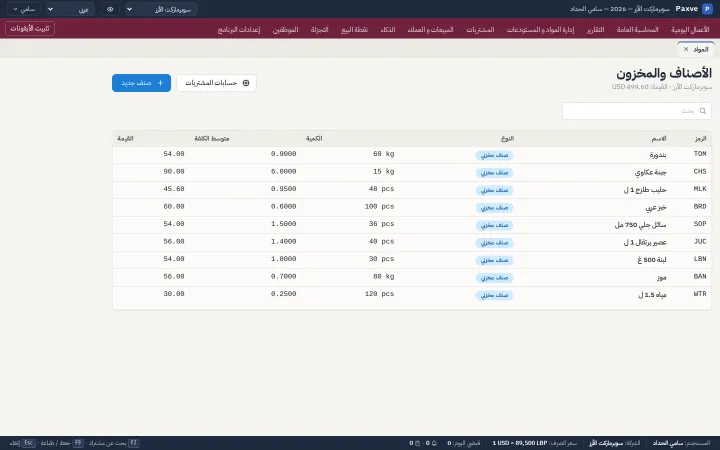 P Paxve سوبرماركت الأرز — 2026 — سامي الحداد سوبرماركت الأرز عربي سامي
الأعمال اليومية المحاسبة العامة التقارير إدارة المواد و المستودعات المشتريات المبيعات و العملاء الذكاء نقطة البيع التجزئة الموظفين إعدادات البرنامج تثبيت الأيقونات
المواد ×
الأصناف والمخزون
سوبرماركت الأرز · القيمة: 499.60 USD
حسابات المشتريات
+ صنف جديد
بحث
الرمز الاسم النوع الكمية متوسط الكلفة القيمة
TOM بندورة صنف مخزني 60 kg 0.9000 54.00
CHS جبنة عكاوي صنف مخزني 15 kg 6.0000 90.00
MLK حليب طازج 1 ل صنف مخزني 48 pcs 0.9500 45.60
BRD خبز عربي صنف مخزني 100 pcs 0.6000 60.00
SOP سائل جلي 750 مل صنف مخزني 36 pcs 1.5000 54.00
JUC عصير برتقال 1 ل صنف مخزني 40 pcs 1.4000 56.00
LBN لبنة 500 غ صنف مخزني 30 pcs 1.8000 54.00
BAN موز صنف مخزني 80 kg 0.7000 56.00
WTR مياه 1.5 ل صنف مخزني 120 pcs 0.2500 30.00
المستخدم: سامي الحداد الشركة: سوبرماركت الأرز سعر الصرف: 1 USD = 89,500 LBP اليوم: 0 0 · 0 F2 بحث عن مشترك · F9 حفظ / طباعة · Esc إلغاء